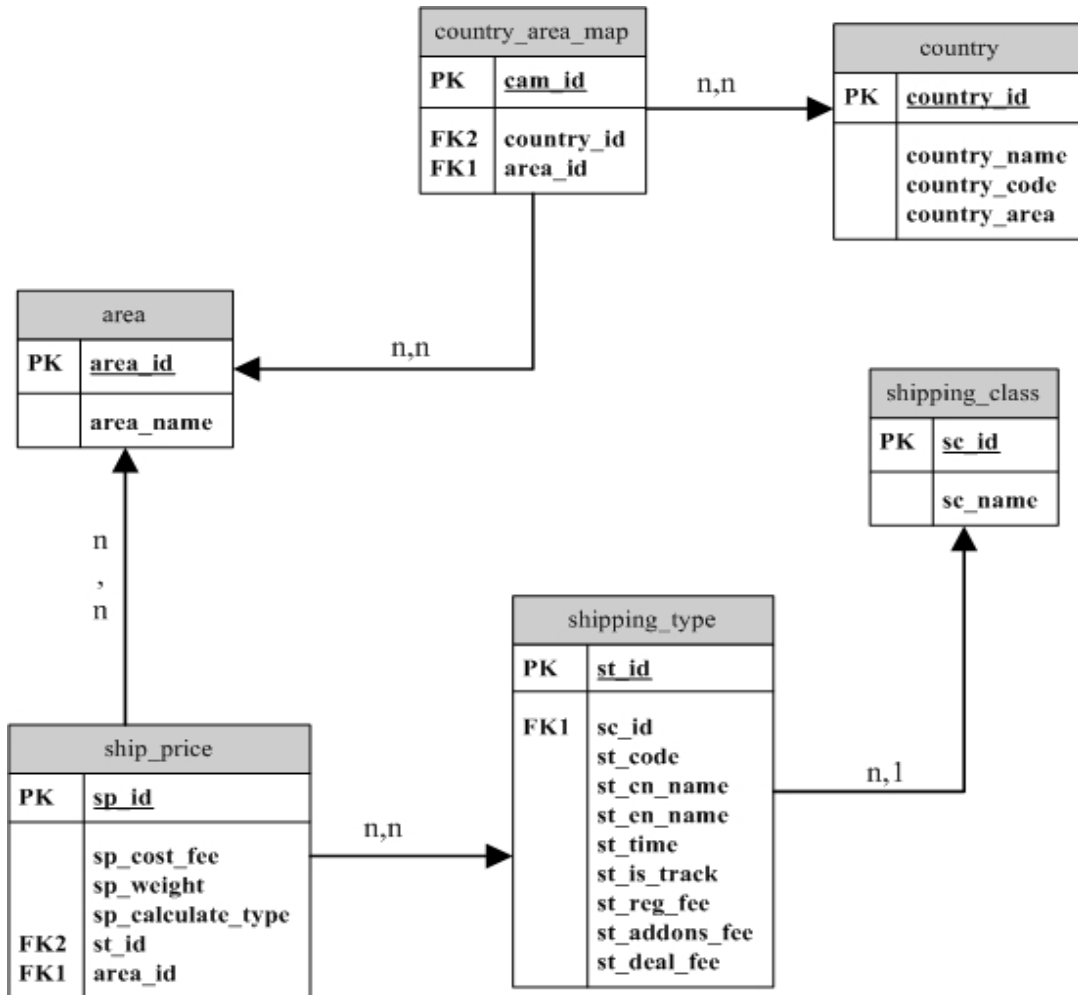 country_area_map
PK cam_id
FK2 country_id
FK1 area_id
n,n
country
PK country_id
country_name
country_code
country_area
area
PK area_id
area_name
n,n
shipping_class
PK sc_id
sc_name
n
,
n
shipping_type
PK st_id
FK1 sc_id
st_code
st_cn_name
st_en_name
st_time
st_is_track
st_reg_fee
st_addons_fee
st_deal_fee
n,1
ship_price
PK sp_id
sp_cost_fee
sp_weight
sp_calculate_type
FK2 st_id
FK1 area_id
n,n